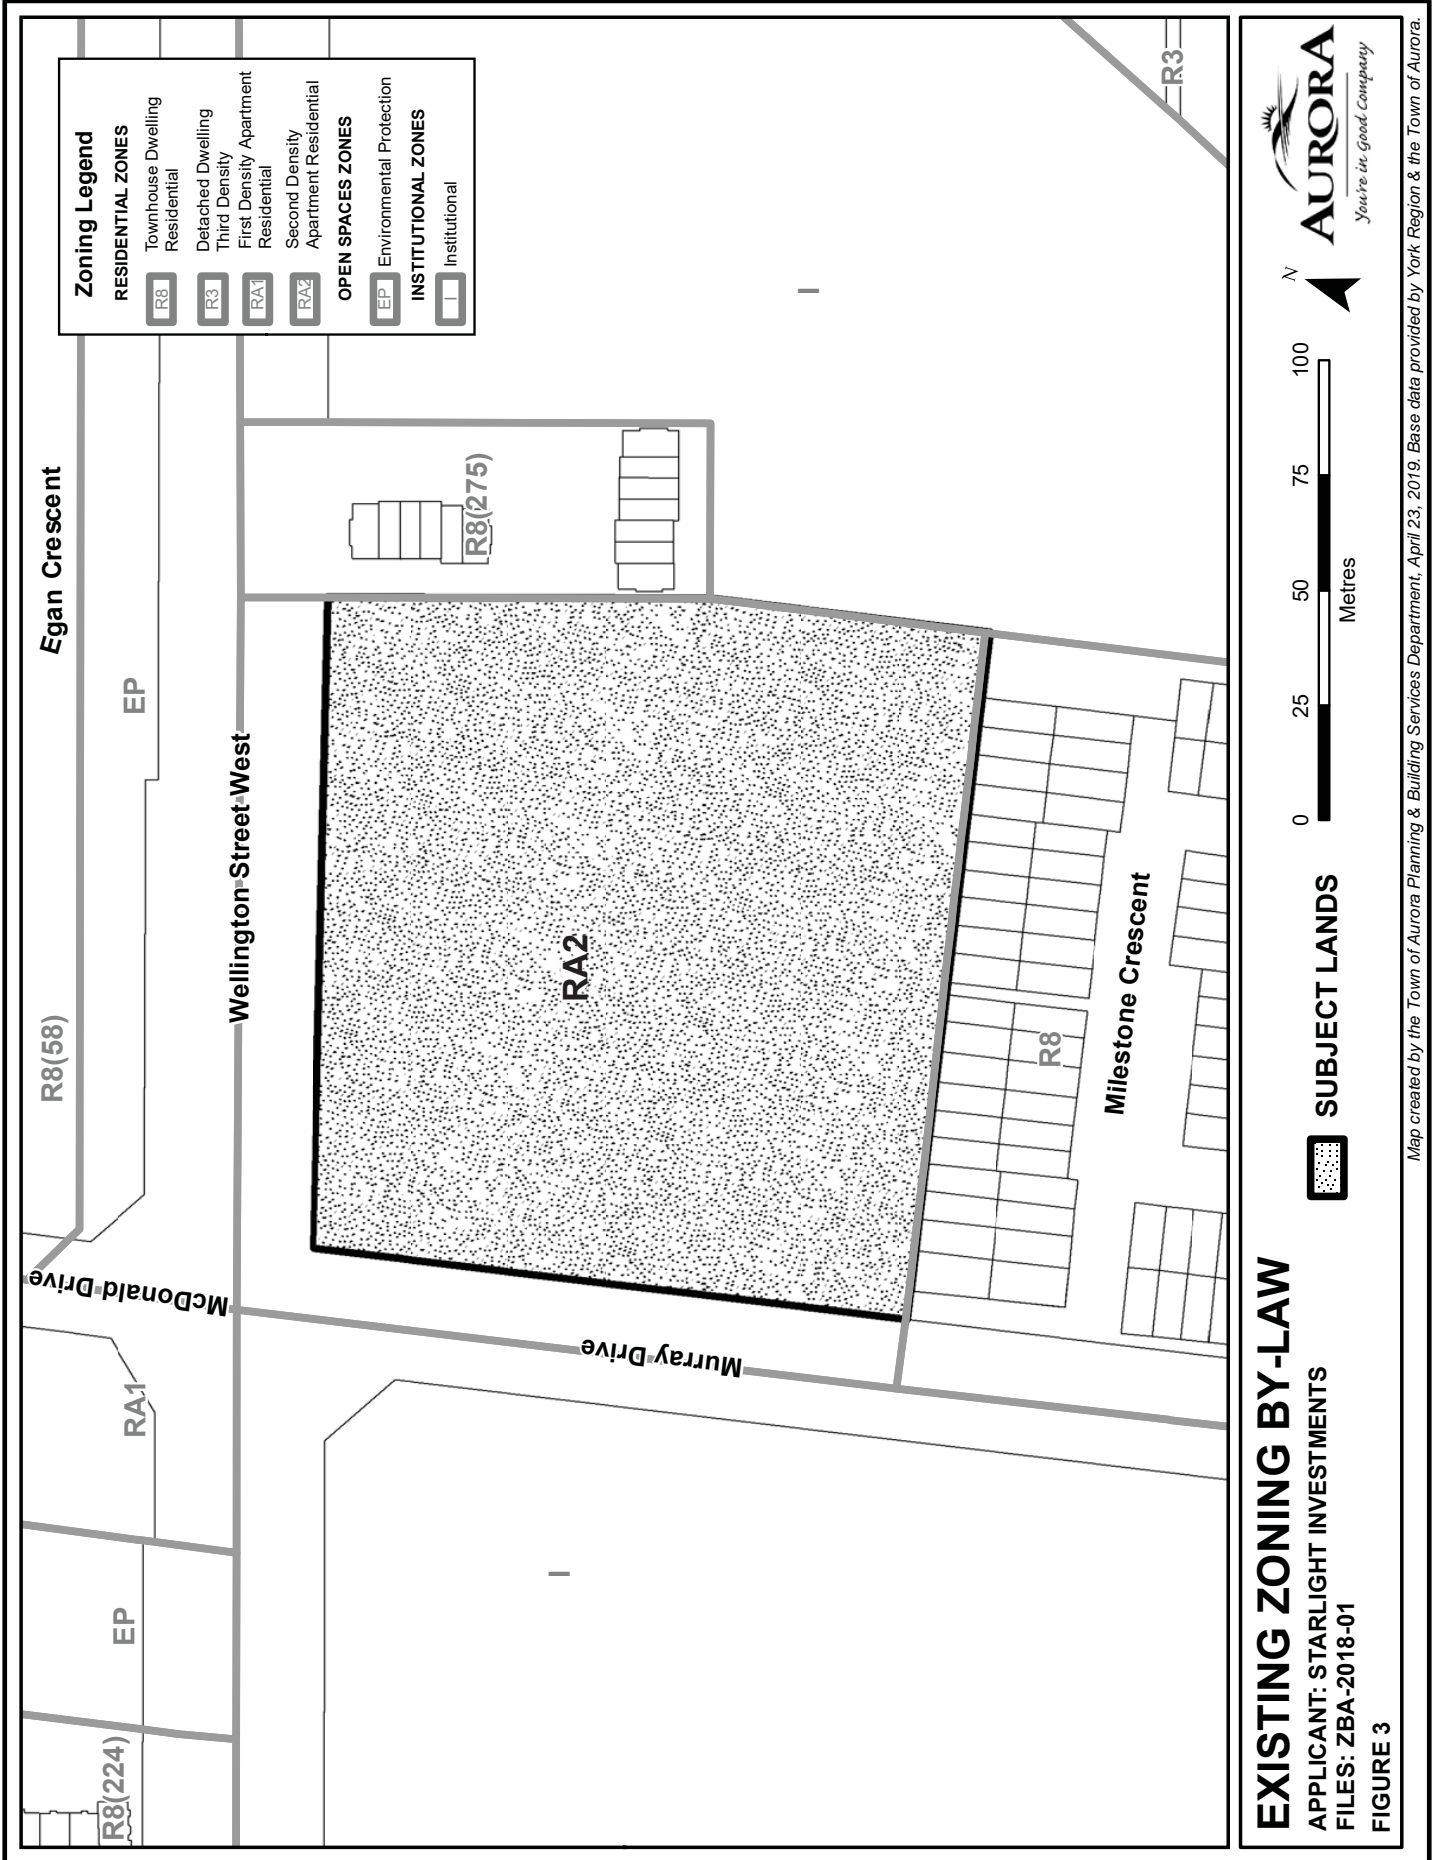 Egan Crescent
R8(58)
EP
McDonald Drive
RA1
EP
R8(224)
Wellington Street West
R8(275)
RA2
Murray Drive
I
I
R3
R8
Milestone Crescent
Zoning Legend
RESIDENTIAL ZONES
R8 Townhouse Dwelling
Residential
R3 Detached Dwelling
Third Density
RA1 First Density Apartment
Residential
RA2 Second Density
Apartment Residential
OPEN SPACES ZONES
EP Environmental Protection
INSTITUTIONAL ZONES
I Institutional
EXISTING ZONING BY-LAW
APPLICANT: STARLIGHT INVESTMENTS
FILES: ZBA-2018-01
FIGURE 3
SUBJECT LANDS
0 25 50 75 100
Metres
N
AURORA
You're in Good Company
Map created by the Town of Aurora Planning & Building Services Department, April 23, 2019. Base data provided by York Region & the Town of Aurora.